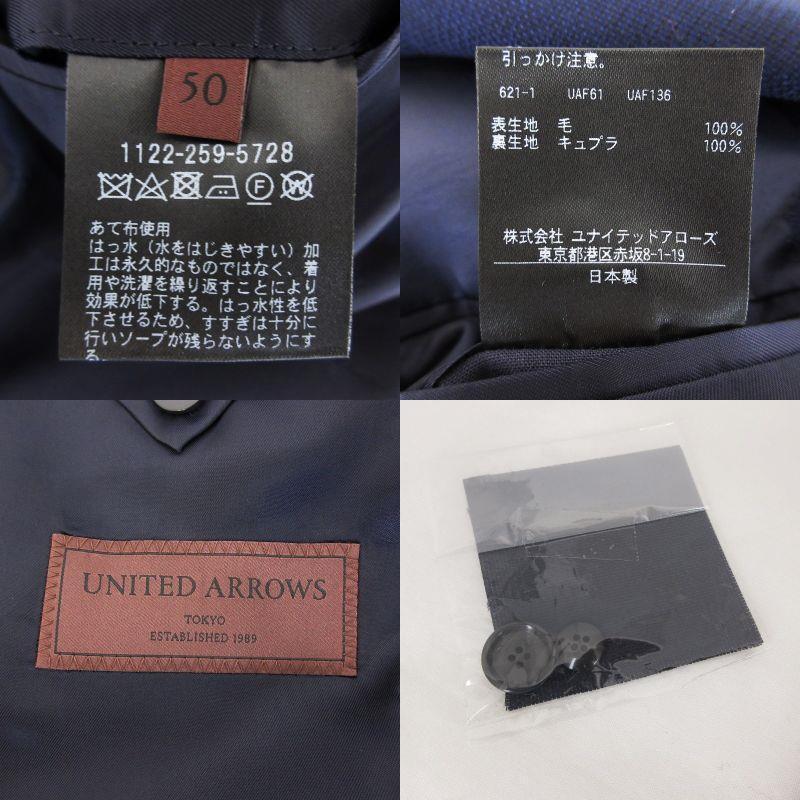 50
1122-259-5728
F W
あて布使用
はっ水（水をはじきやすい）加
工は永久的なものではなく、着
用や洗濯を繰り返すことにより
効果が低下する。はっ水性を低
下させるため、すすぎは十分に
行いソープが残らないようにす
る。
引っかけ注意。
621-1 UAF61 UAF136
表生地 毛 100%
裏生地 キュプラ 100%
株式会社 ユナイテッドアローズ
東京都港区赤坂8-1-19
日本製
UNITED ARROWS
TOKYO
ESTABLISHED 1989